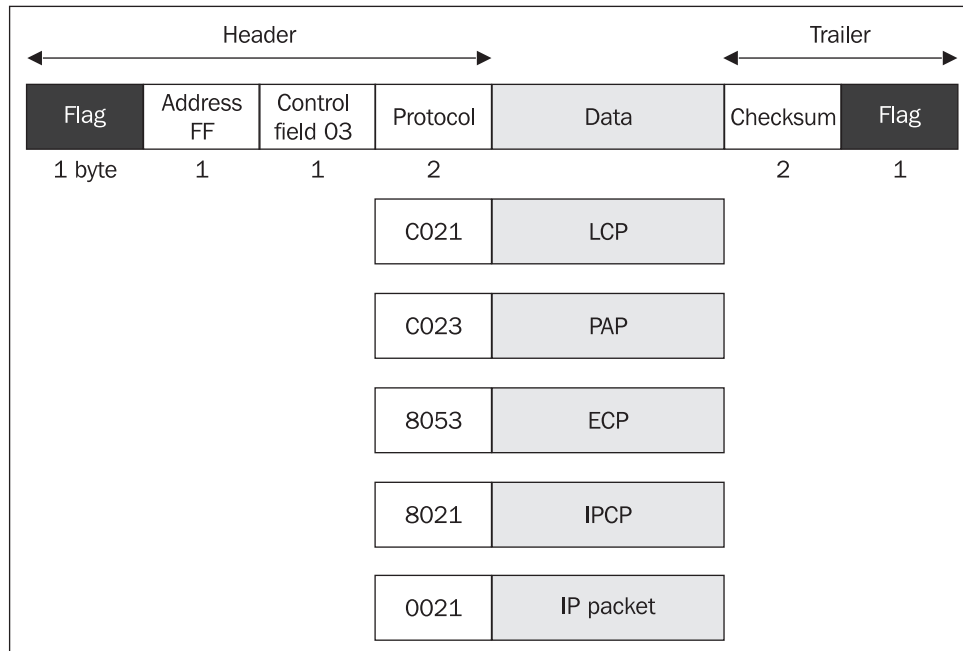 Header
Trailer
Flag
Address
FF
Control
field 03
Protocol
Data
Checksum
Flag
1 byte
1
1
2
2
1
C021
LCP
C023
PAP
8053
ECP
8021
IPCP
0021
IP packet